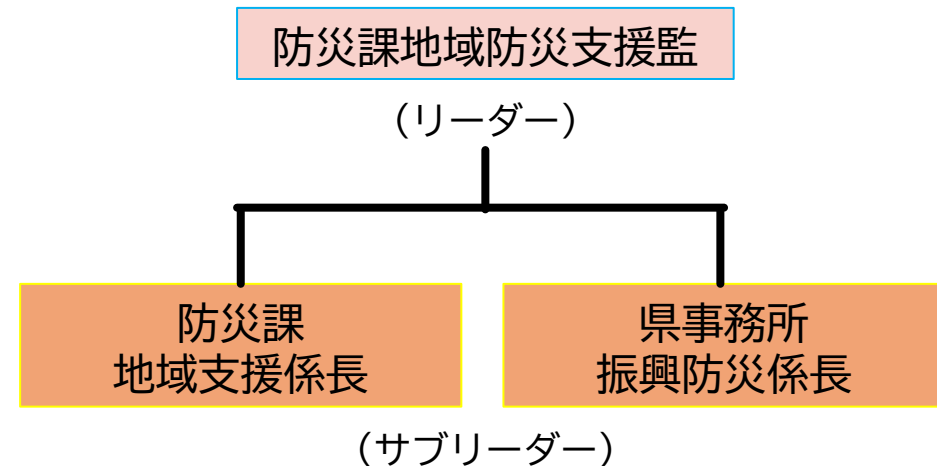 防災課地域防災支援監
（リーダー）
防災課
地域支援係長
県事務所
振興防災係長
（サブリーダー）